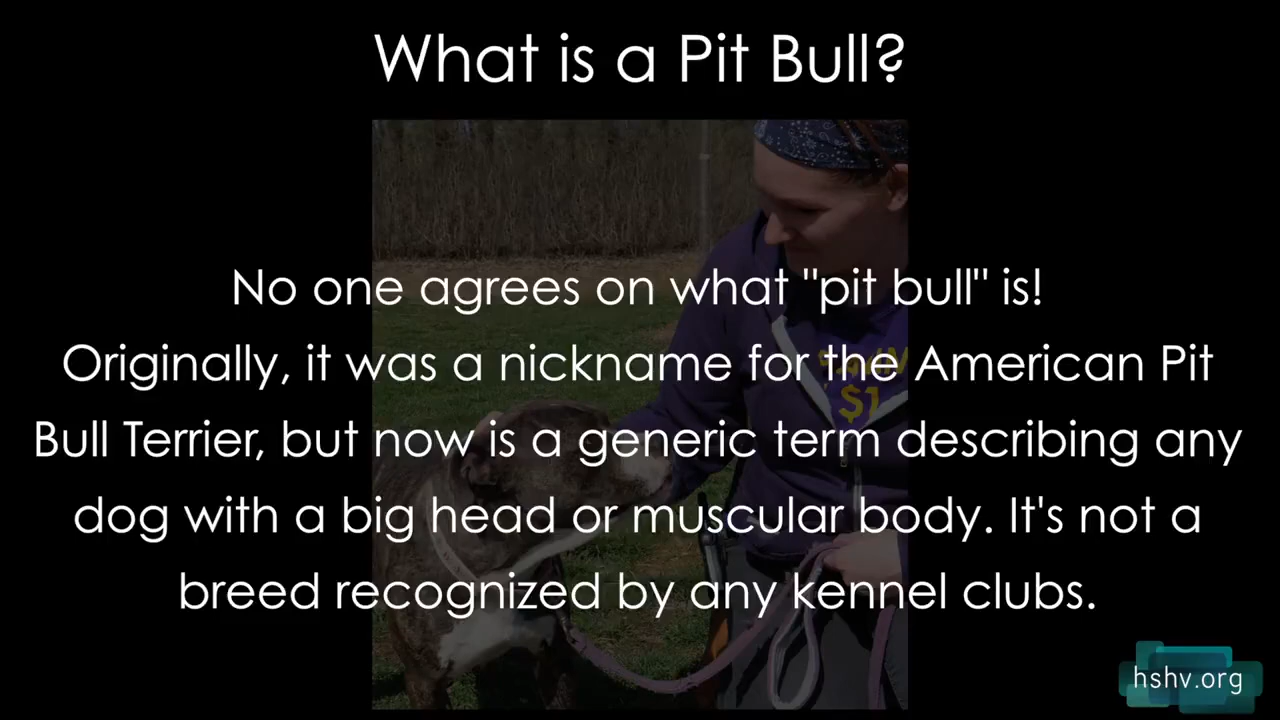 What is a Pit Bull?
No one agrees on what "pit bull" is!
Originally, it was a nickname for the American Pit
Bull Terrier, but now is a generic term describing any
dog with a big head or muscular body. It's not a
breed recognized by any kennel clubs.
$1
hshv.org